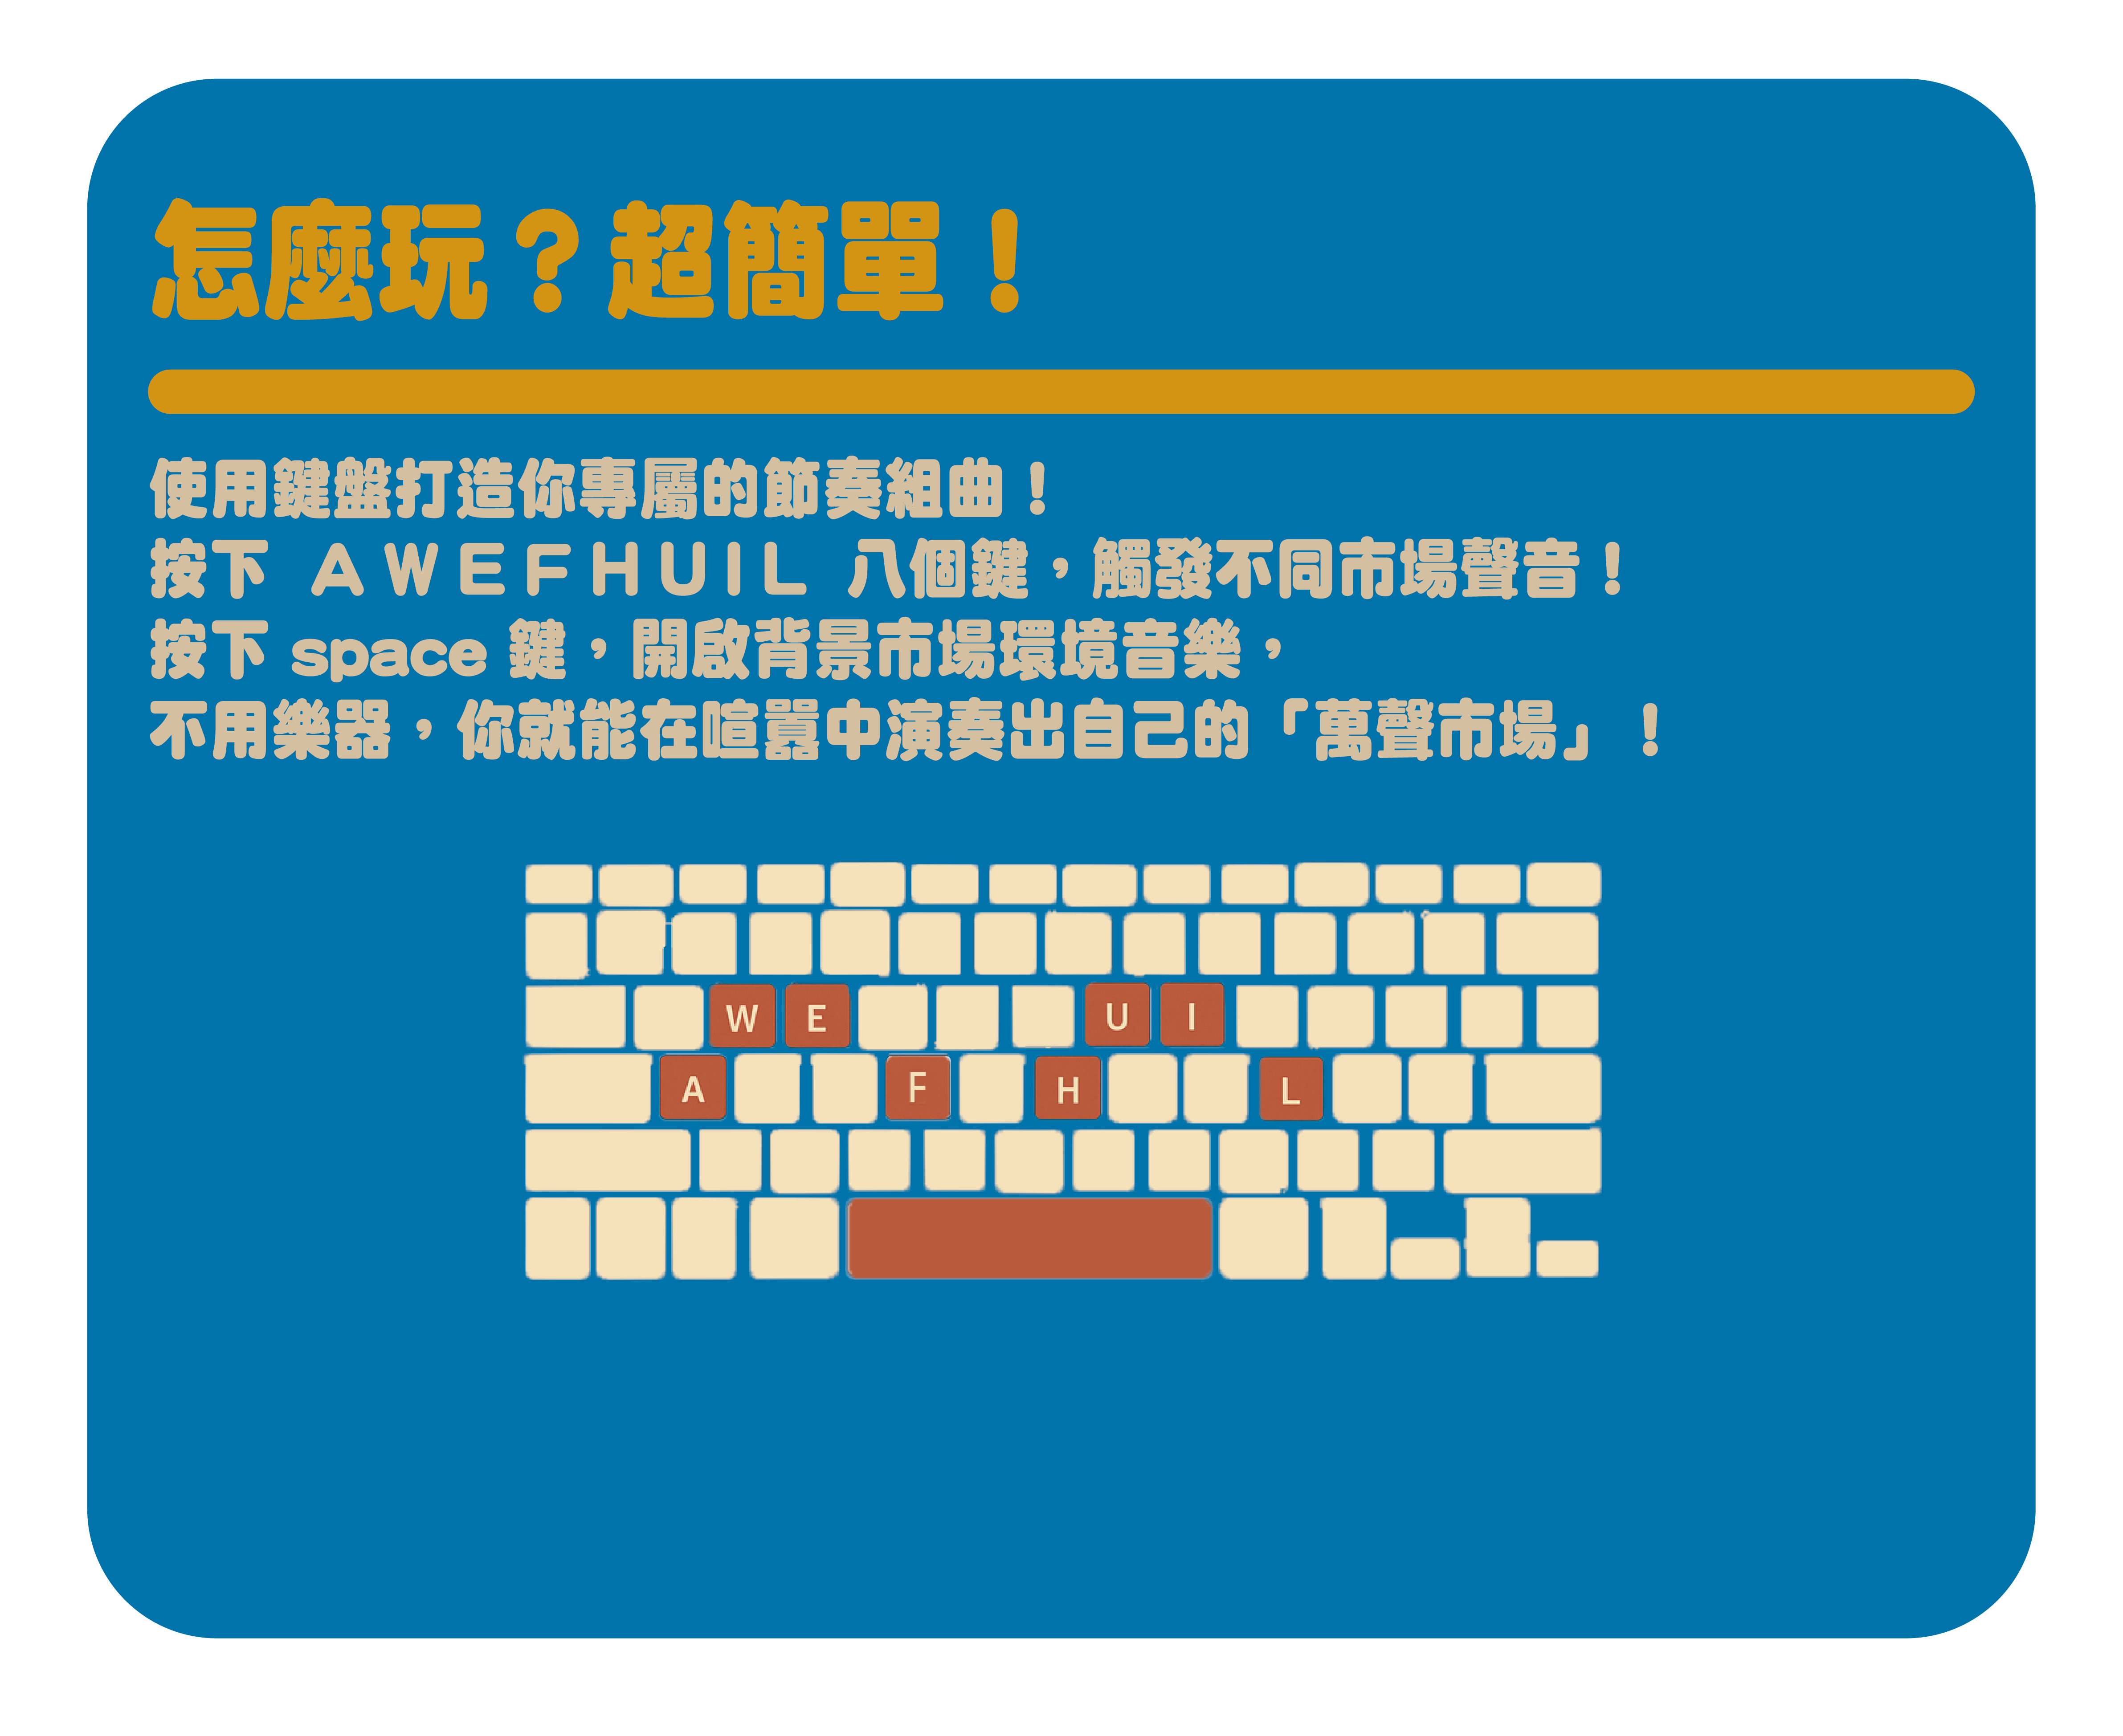 怎麼玩？超簡單！
使用鍵盤打造你專屬的節奏組曲！
按下 A W E F H U I L 八個鍵，觸發不同市場聲音！
按下 space 鍵，開啟背景市場環境音樂，
不用樂器，你就能在喧囂中演奏出自己的「萬聲市場」！
W E U I
A F H L